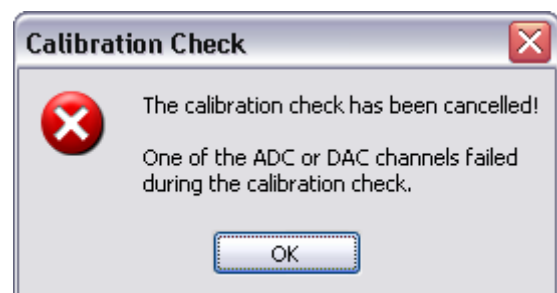 Calibration Check
The calibration check has been cancelled!
One of the ADC or DAC channels failed
during the calibration check.
OK